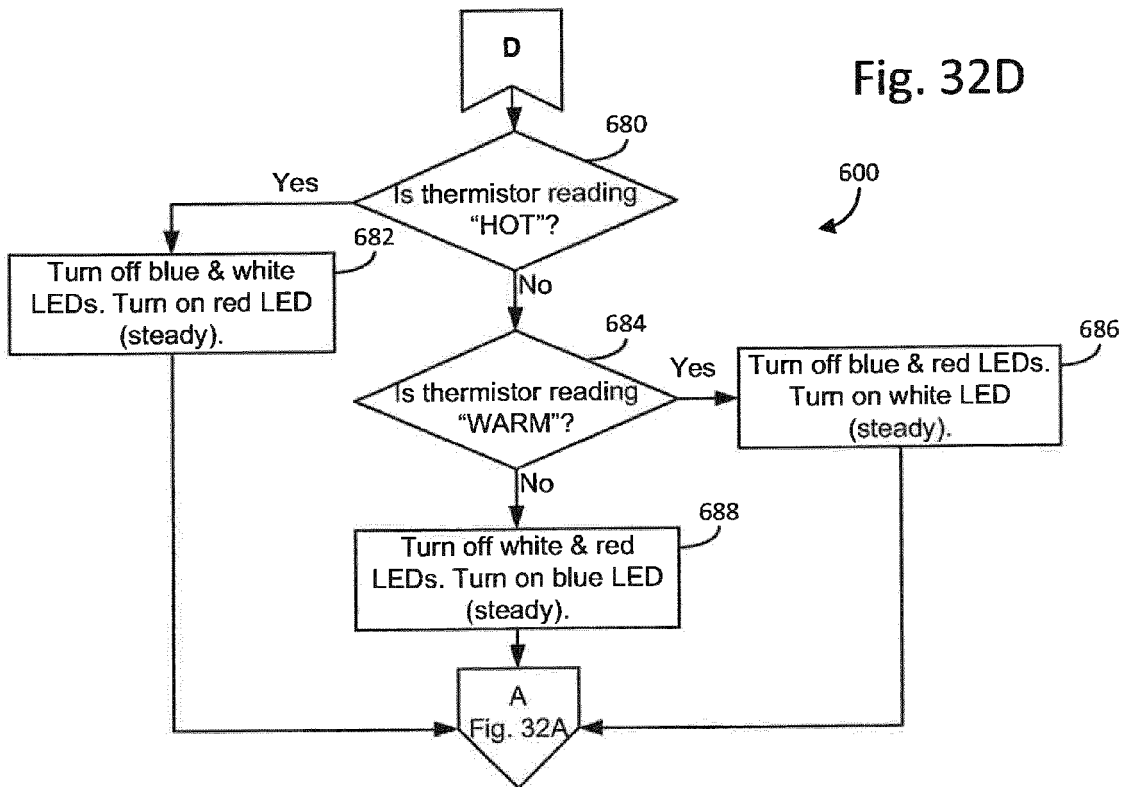 D
Fig. 32D
680
600
Yes
Is thermistor reading
“HOT”?
682
Turn off blue & white
LEDs. Turn on red LED
(steady).
No
684
686
Yes
Is thermistor reading
“WARM”?
Turn off blue & red LEDs.
Turn on white LED
(steady).
No
688
Turn off white & red
LEDs. Turn on blue LED
(steady).
A
Fig. 32A